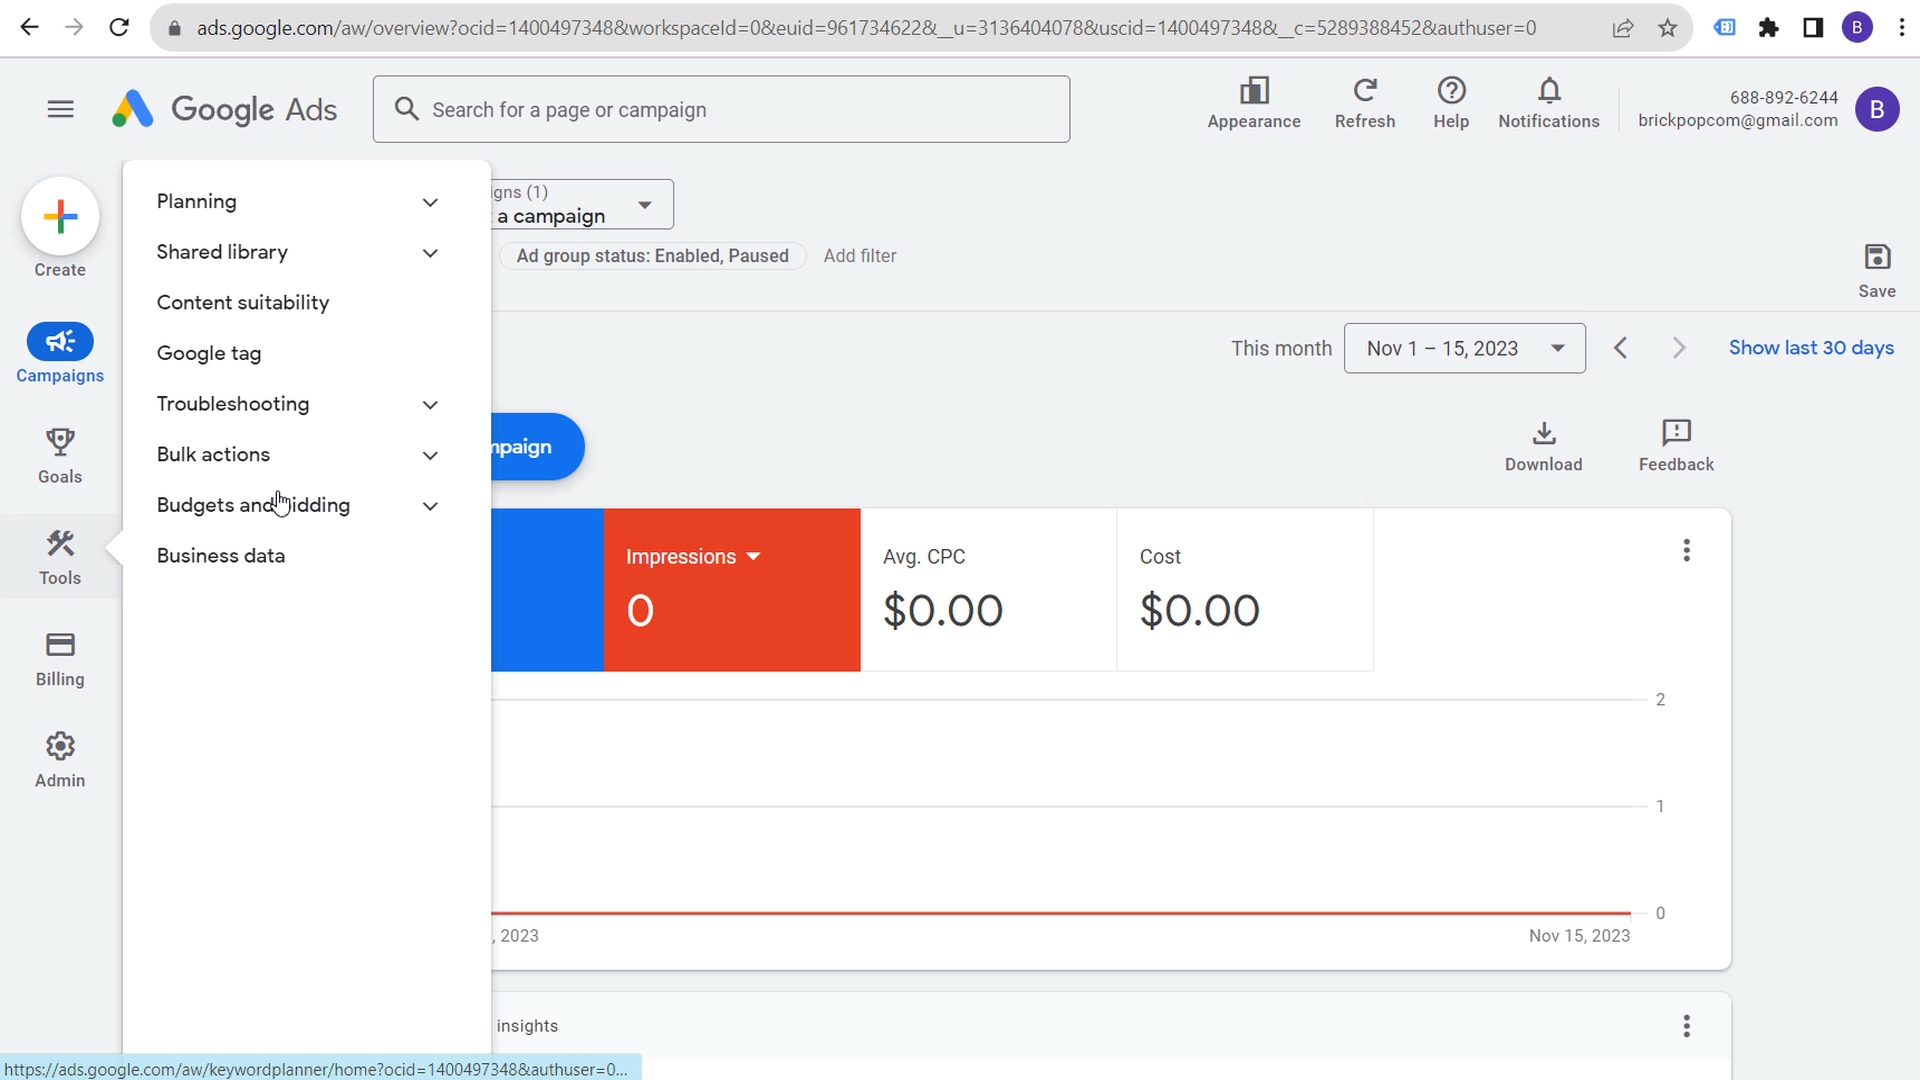 ads.google.com/aw/overview?ocid=1400497348&workspaceId=0&euid=961734622&__u=3136404078&uscid=1400497348&__c=5289388452&authuser=0
B
Google Ads
Search for a page or campaign
Appearance
Refresh
Help
Notifications
688-892-6244
brickpopcom@gmail.com
B
Create
Campaigns
Goals
Tools
Billing
Admin
Planning
Shared library
Content suitability
Google tag
Troubleshooting
Bulk actions
Budgets and bidding
Business data
igns (1)
a campaign
Ad group status: Enabled, Paused
Add filter
Save
This month
Nov 1 – 15, 2023
Show last 30 days
mpaign
Download
Feedback
Impressions
0
Avg. CPC
$0.00
Cost
$0.00
2
1
0
, 2023
Nov 15, 2023
insights
https://ads.google.com/aw/keywordplanner/home?ocid=1400497348&authuser=0...